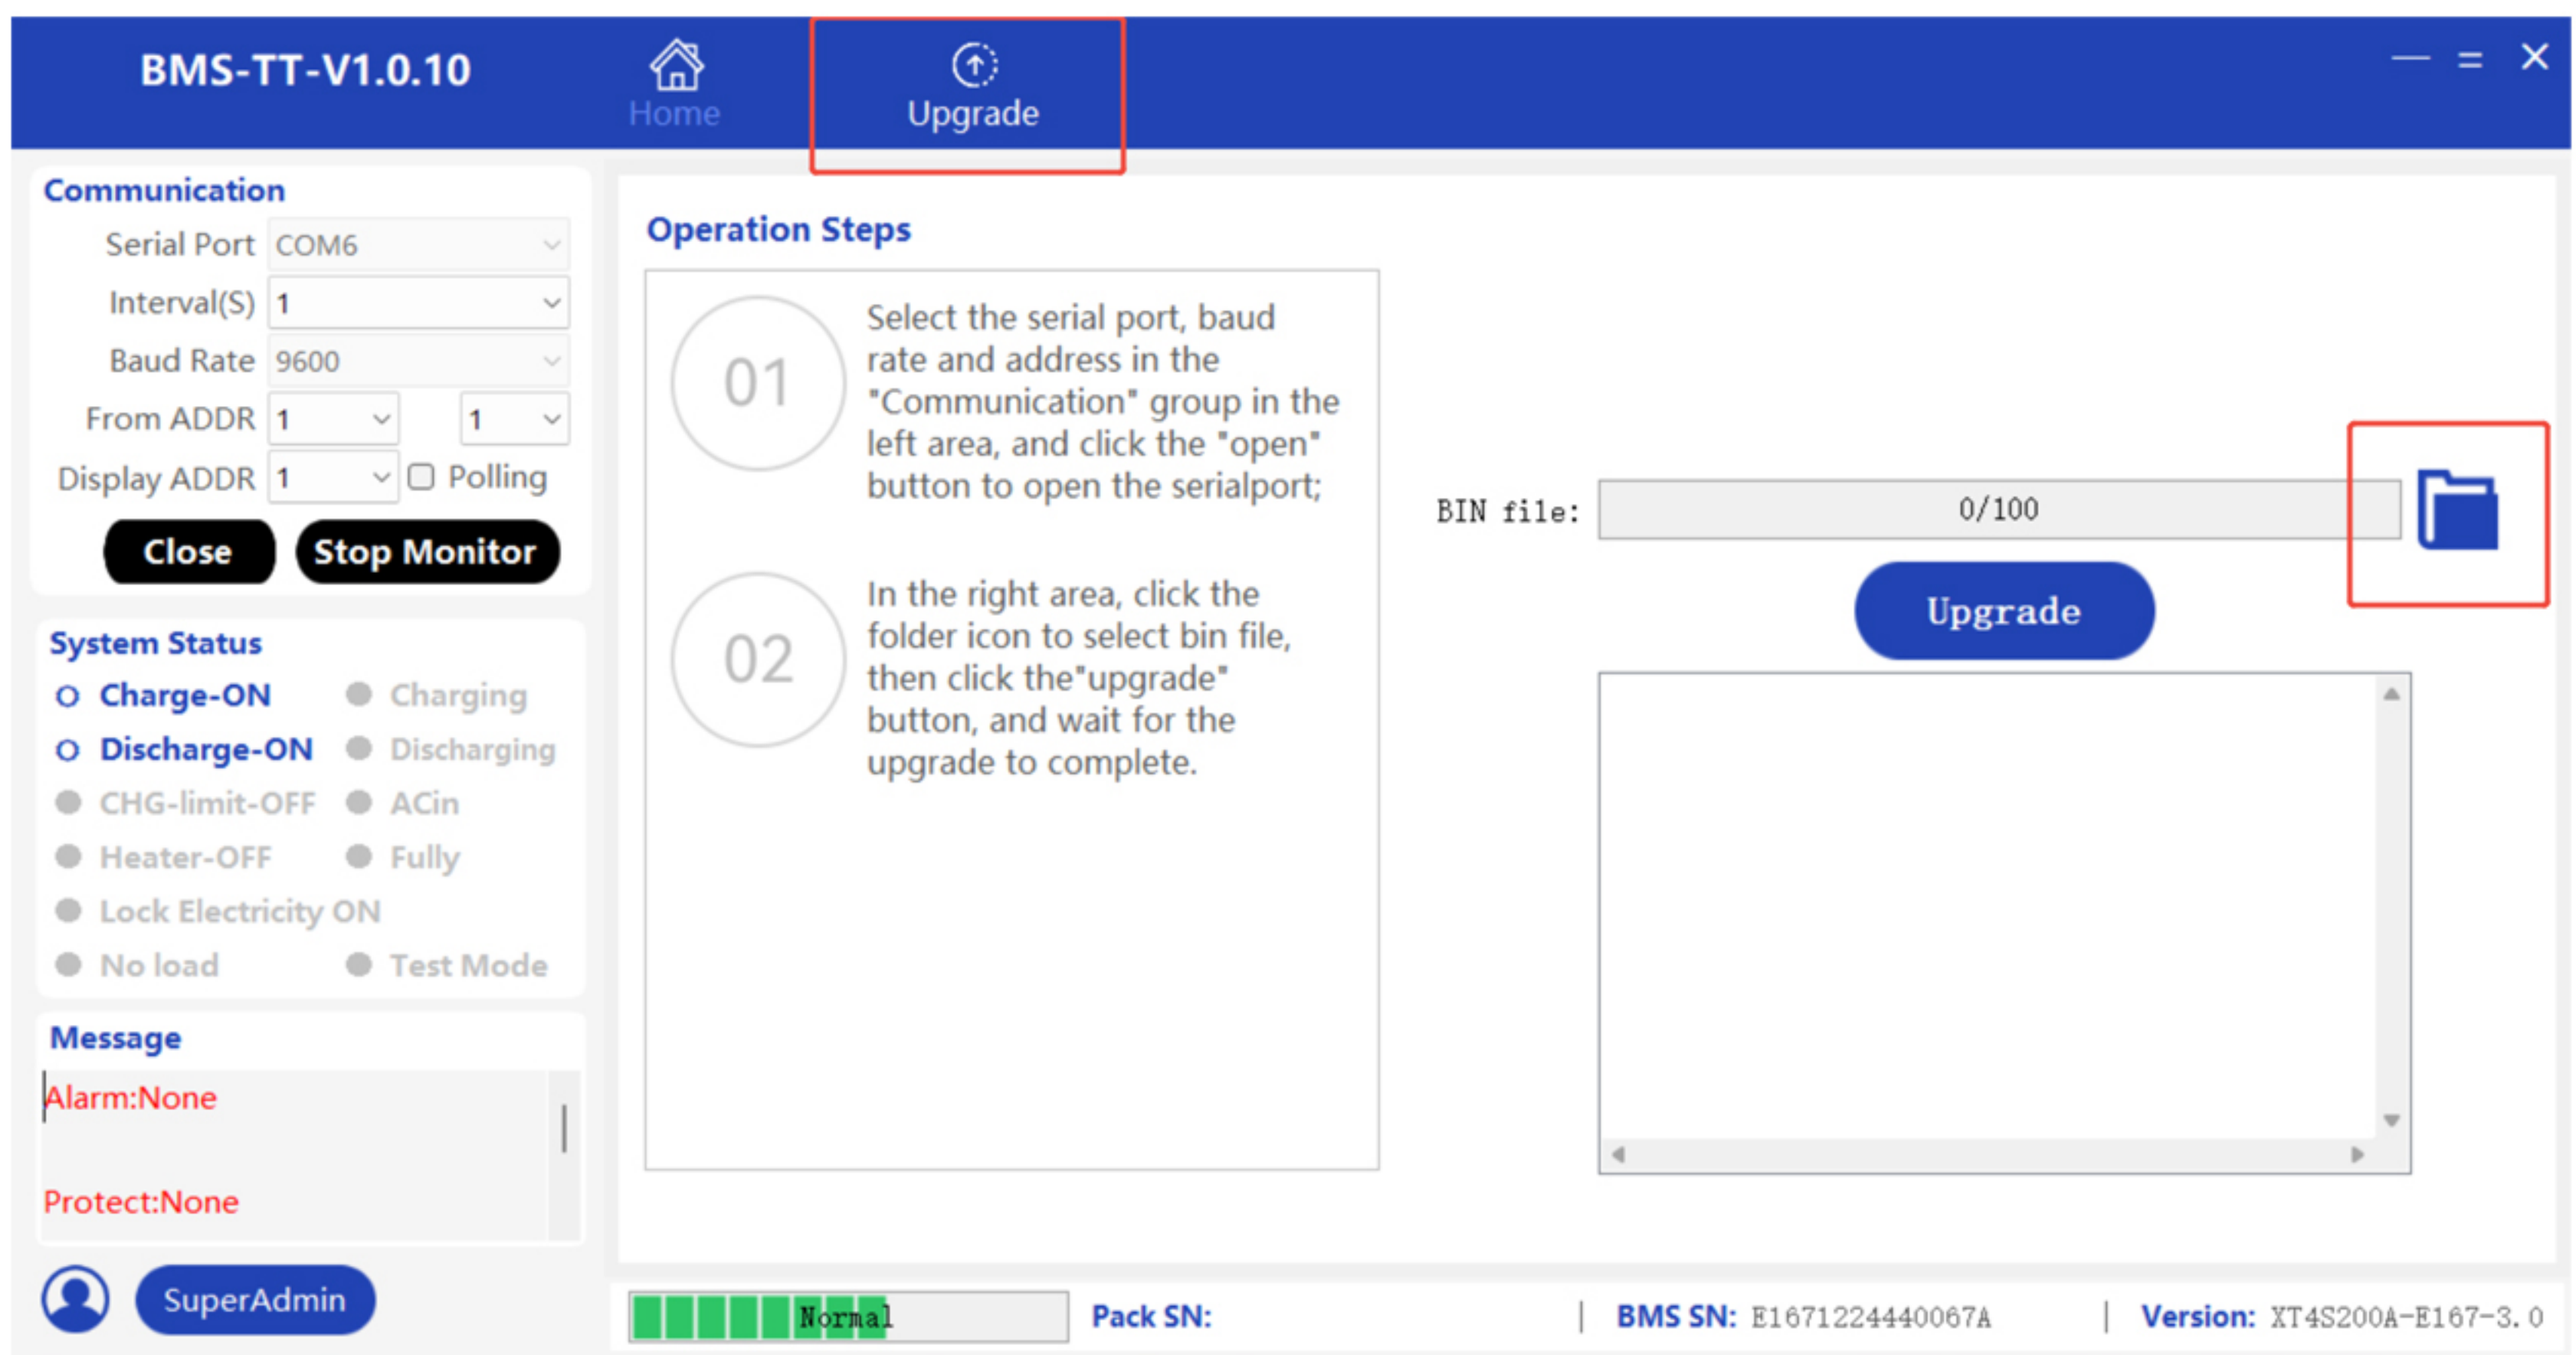 BMS-TT-V1.0.10
Home
Upgrade
Communication
Serial Port COM6
Interval(S) 1
Baud Rate 9600
From ADDR 1 1
Display ADDR 1 Polling
Close Stop Monitor
System Status
Charge-ON Charging
Discharge-ON Discharging
CHG-limit-OFF ACin
Heater-OFF Fully
Lock Electricity ON
No load Test Mode
Message
Alarm:None
Protect:None
SuperAdmin
Operation Steps
01
Select the serial port, baud
rate and address in the
"Communication" group in the
left area, and click the "open"
button to open the serialport;
02
In the right area, click the
folder icon to select bin file,
then click the"upgrade"
button, and wait for the
upgrade to complete.
BIN file: 0/100
Upgrade
Normal
Pack SN:
BMS SN: E1671224440067A
Version: XT4S200A-E167-3.0